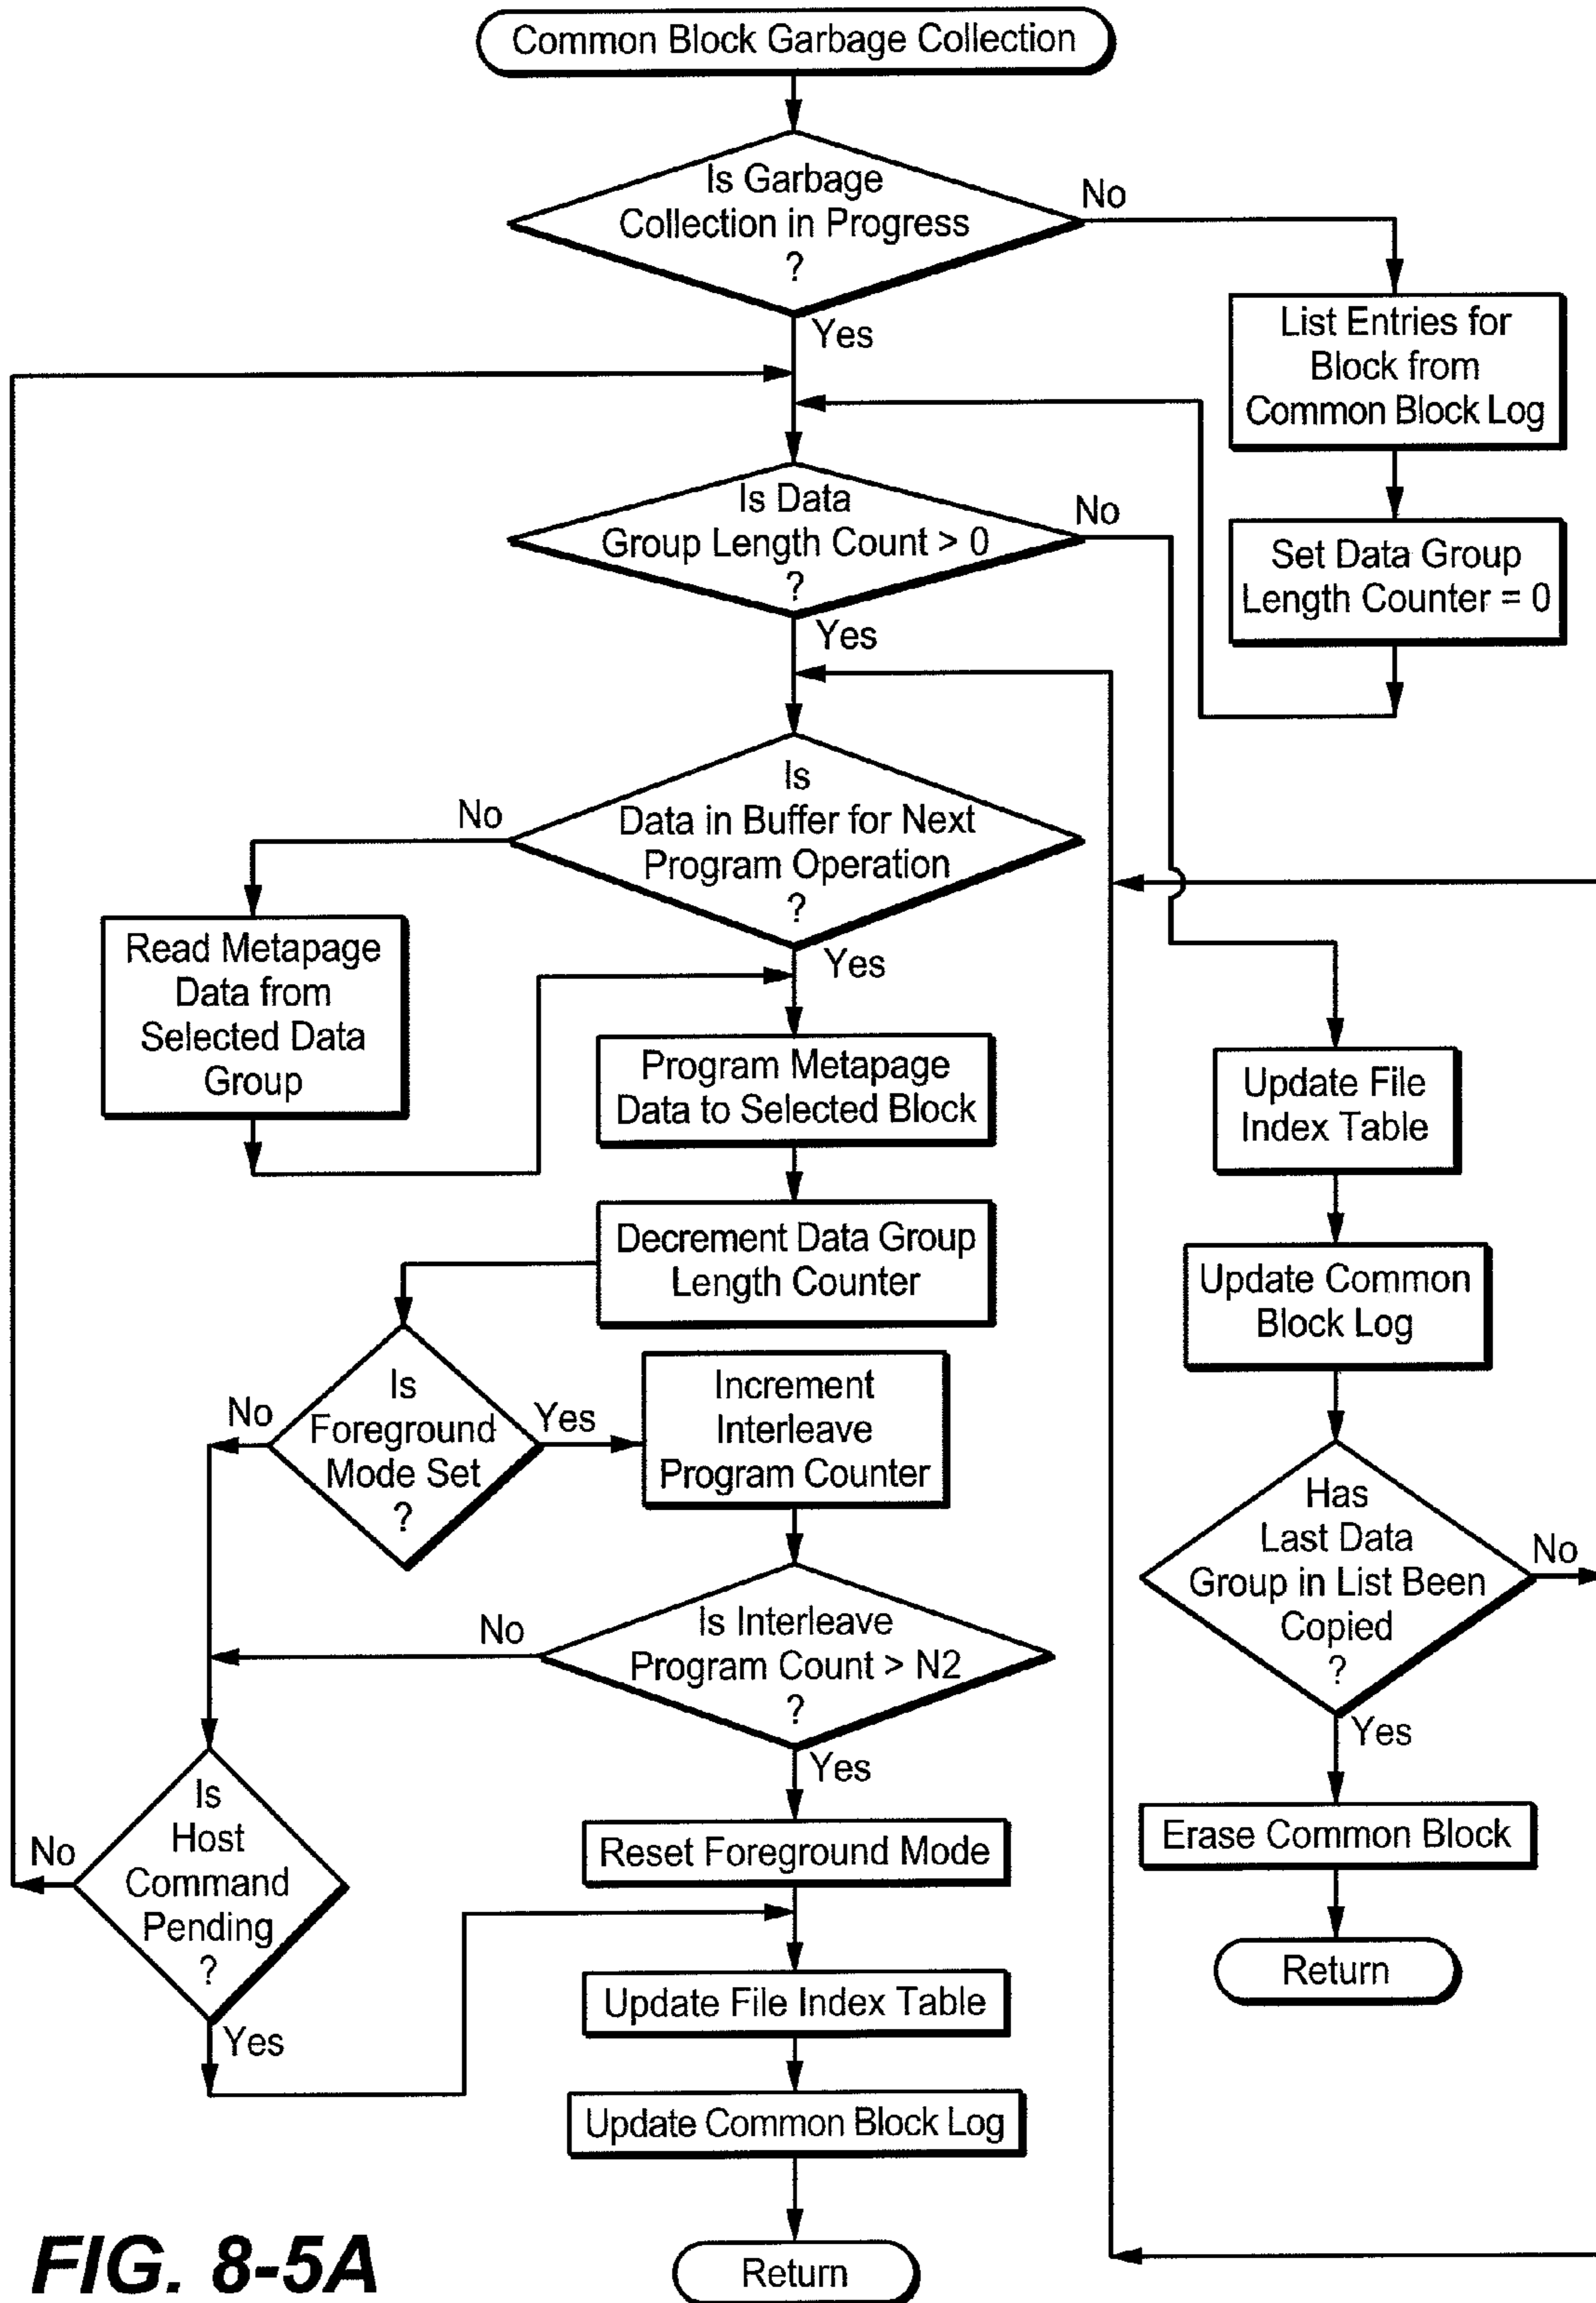 Common Block Garbage Collection
Is Garbage
Collection in Progress
?
No
Yes
List Entries for
Block from
Common Block Log
Set Data Group
Length Counter = 0
Is Data
Group Length Count > 0
?
No
Yes
Is
Data in Buffer for Next
Program Operation
?
No
Yes
Read Metapage
Data from
Selected Data
Group
Program Metapage
Data to Selected Block
Decrement Data Group
Length Counter
Is
Foreground
Mode Set
?
No
Yes
Increment
Interleave
Program Counter
Is Interleave
Program Count > N2
?
No
Yes
Is
Host
Command
Pending
?
No
Yes
Reset Foreground Mode
Update File Index Table
Update Common Block Log
Return
Update File
Index Table
Update Common
Block Log
Has
Last Data
Group in List Been
Copied
?
No
Yes
Erase Common Block
Return
FIG. 8-5A